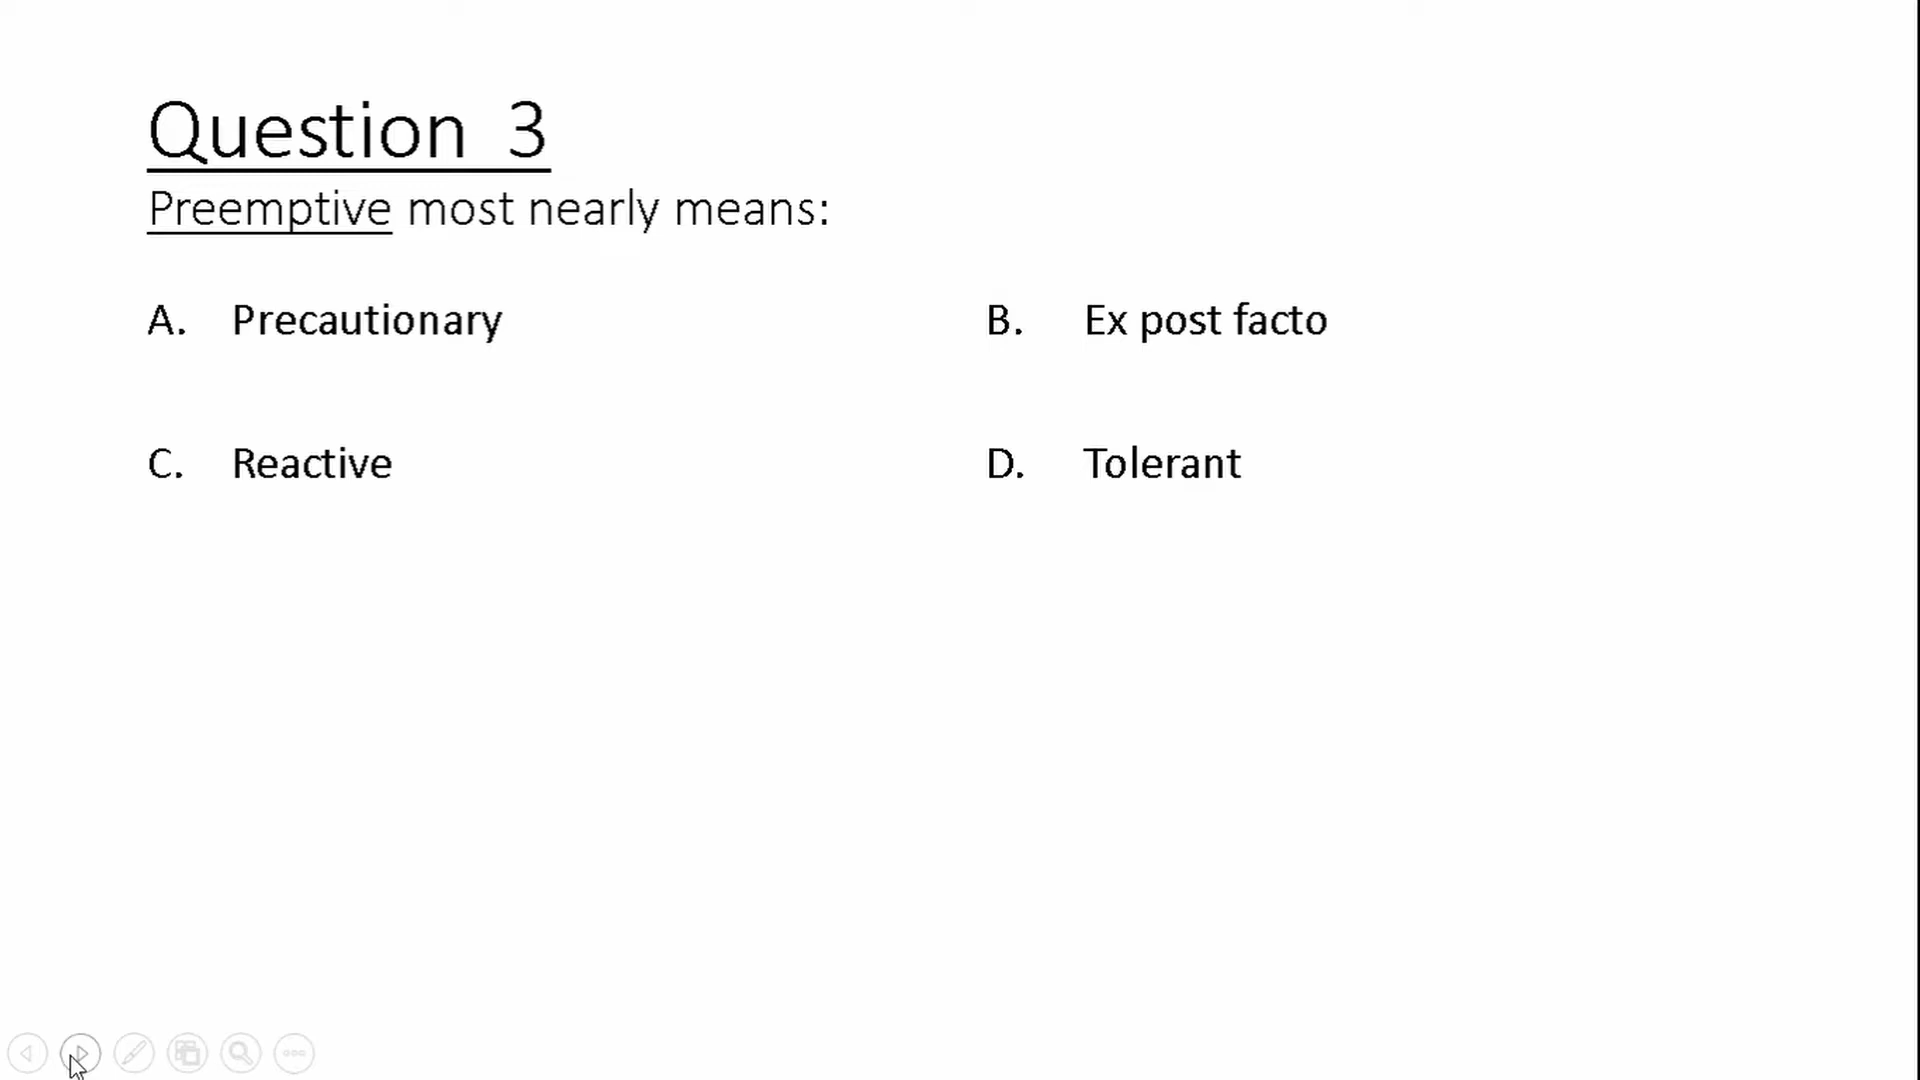 Question 3
Preemptive most nearly means:
A. Precautionary
B. Ex post facto
C. Reactive
D. Tolerant